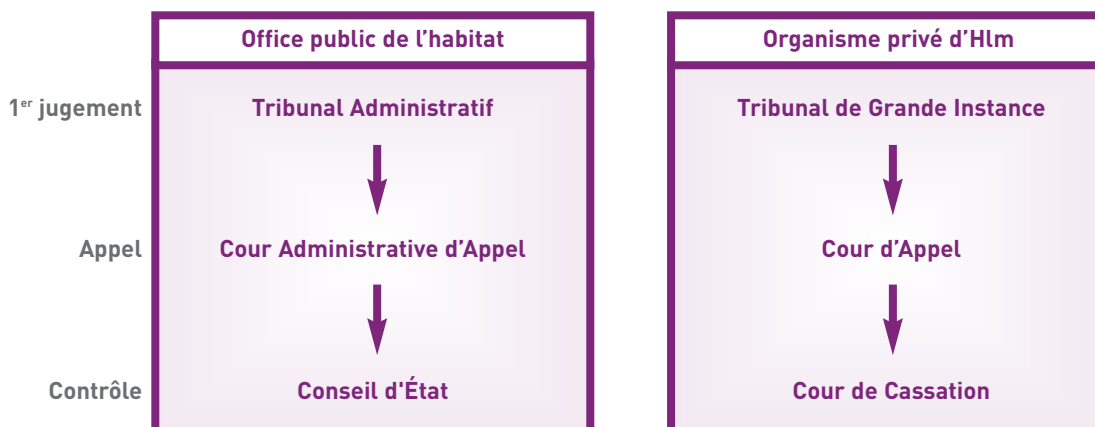 Office public de l’habitat
Organisme privé d’Hlm
1er jugement
Tribunal Administratif
Tribunal de Grande Instance
Appel
Cour Administrative d’Appel
Cour d’Appel
Contrôle
Conseil d'État
Cour de Cassation